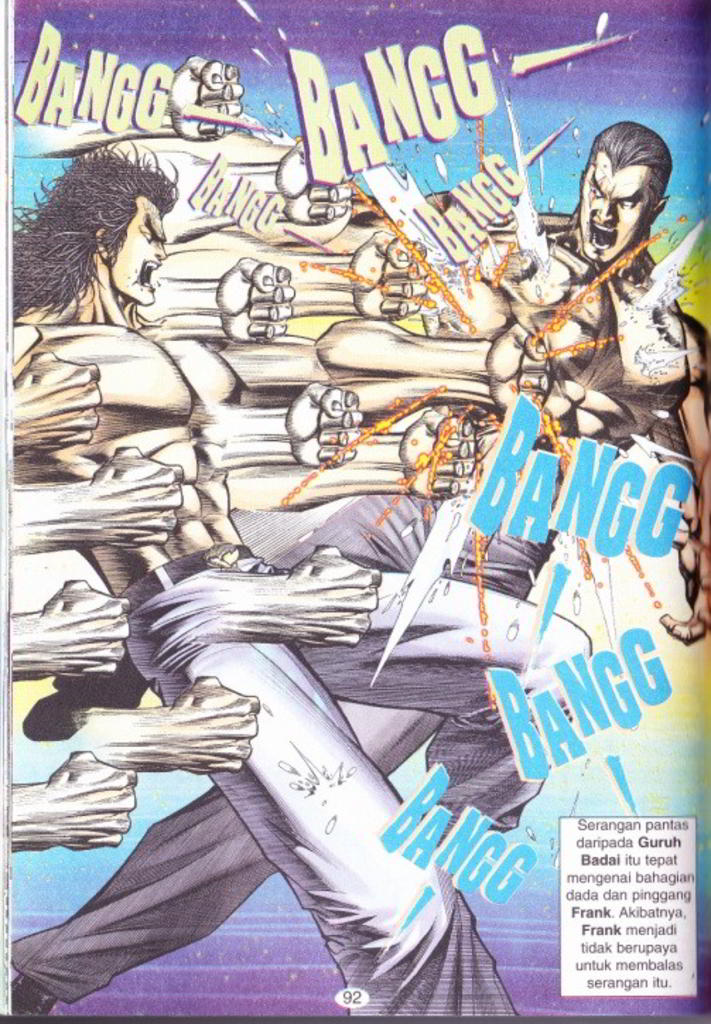 BANGG
BANGG
BANGG
BANGG
BANGG
BANGG
BANGG
Serangan pantas
daripada Guruh
Badai itu tepat
mengenai bahagian
dada dan pinggang
Frank. Akibatnya,
Frank menjadi
tidak berupaya
untuk membalas
serangan itu.
92